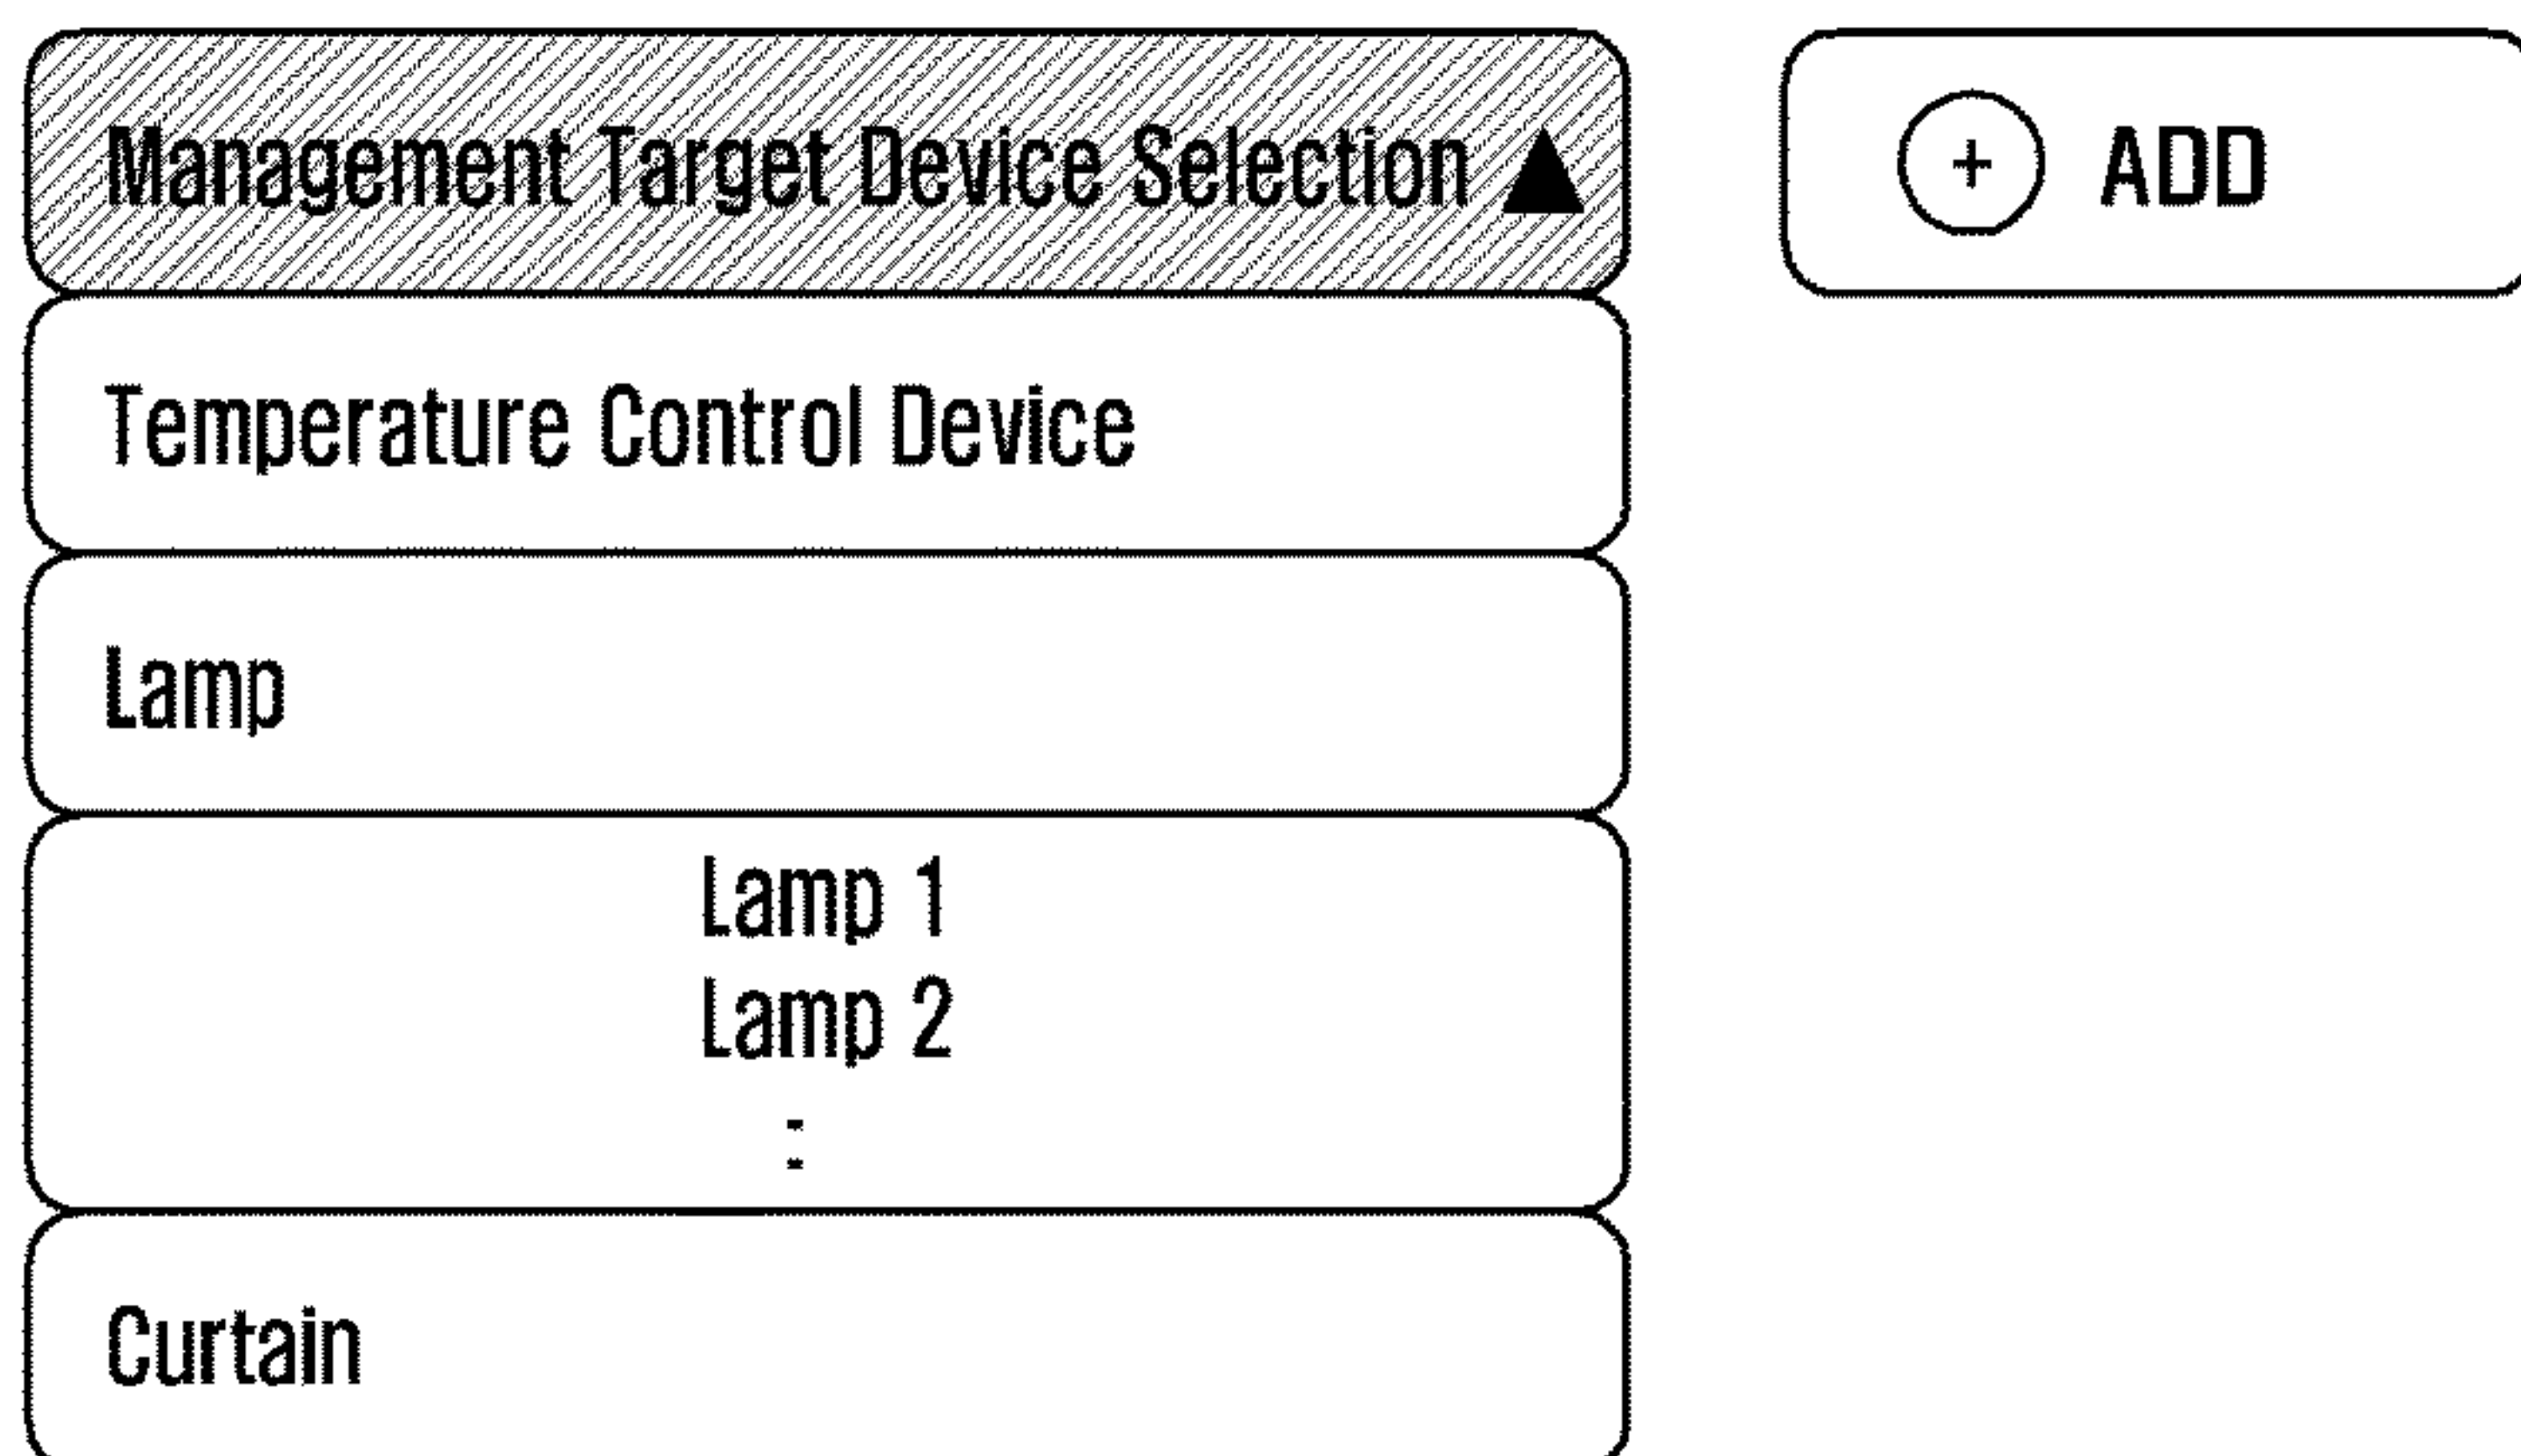 Management Target Device Selection ▲
+ ADD
Temperature Control Device
Lamp
Lamp 1
Lamp 2
:
Curtain